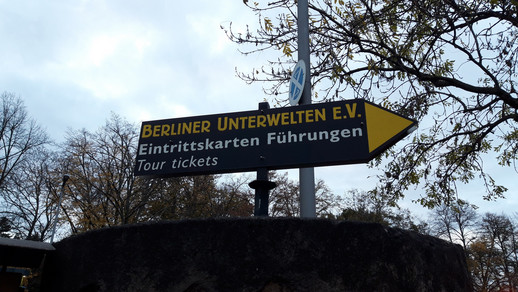 BERLINER UNTERWELTEN E.V.
Eintrittskarten Führungen
Tour tickets